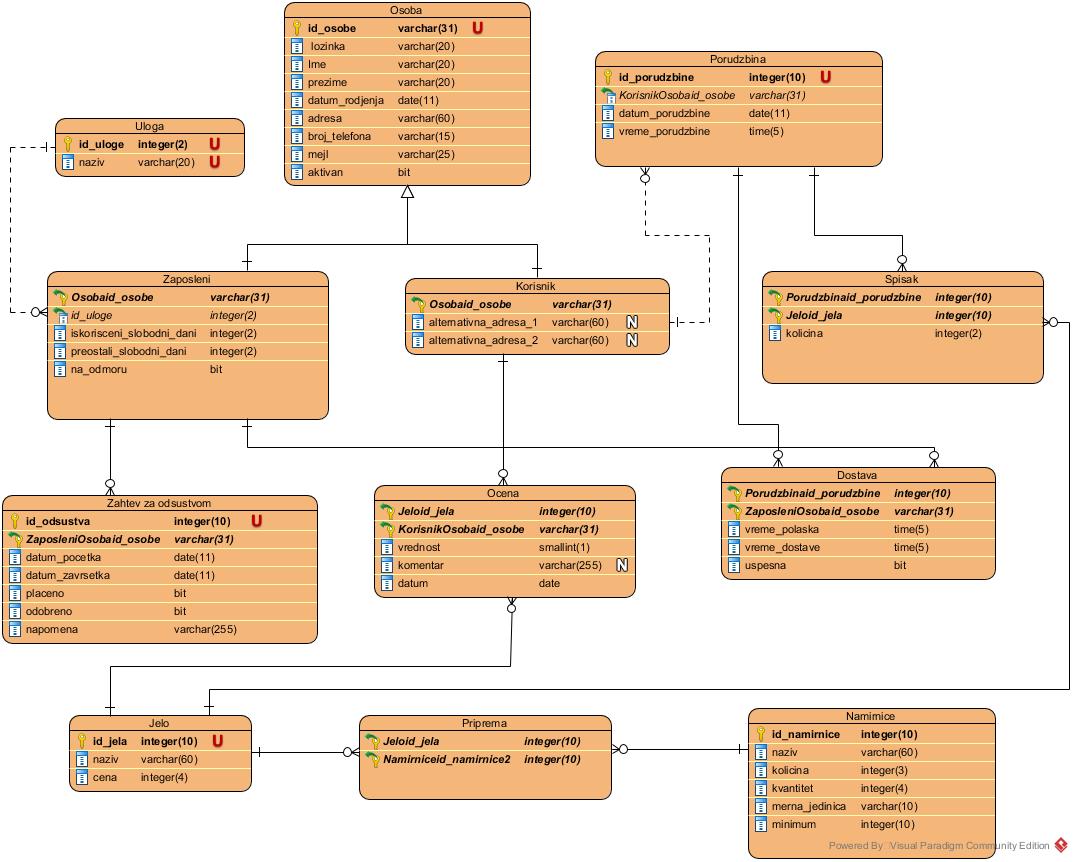 Osoba
id_osobe varchar(31) U
lozinka varchar(20)
Ime varchar(20)
prezime varchar(20)
datum_rodjenja date(11)
adresa varchar(60)
broj_telefona varchar(15)
mejl varchar(25)
aktivan bit
Porudzbina
id_porudzbine integer(10) U
KorisnikOsobaid_osobe varchar(31)
datum_porudzbine date(11)
vreme_porudzbine time(5)
Uloga
id_uloge integer(2) U
naziv varchar(20) U
Zaposleni
Osobaid_osobe varchar(31)
id_uloge integer(2)
iskorisceni_slobodni_dani integer(2)
preostali_slobodni_dani integer(2)
na_odmoru bit
Korisnik
Osobaid_osobe varchar(31)
alternativna_adresa_1 varchar(60) N
alternativna_adresa_2 varchar(60) N
Spisak
Porudzbinaid_porudzbine integer(10)
Jeloid_jela integer(10)
kolicina integer(2)
Zahtev za odsustvom
id_odsustva integer(10) U
ZaposleniOsobaid_osobe varchar(31)
datum_pocetka date(11)
datum_zavrsetka date(11)
placeno bit
odobreno bit
napomena varchar(255)
Ocena
Jeloid_jela integer(10)
KorisnikOsobaid_osobe varchar(31)
vrednost smallint(1)
komentar varchar(255) N
datum date
Dostava
Porudzbinaid_porudzbine integer(10)
ZaposleniOsobaid_osobe varchar(31)
vreme_polaska time(5)
vreme_dostave time(5)
uspesna bit
Jelo
id_jela integer(10) U
naziv varchar(60)
cena integer(4)
Priprema
Jeloid_jela integer(10)
Namirniceid_namirnice2 integer(10)
Namirnice
id_namirnice integer(10)
naziv varchar(60)
kolicina integer(3)
kvantitet integer(4)
merna_jedinica varchar(10)
minimum integer(10)
Powered By Visual Paradigm Community Edition